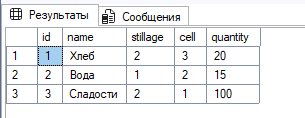 Результаты Сообщения
id name stillage cell quantity
1 1 Хлеб 2 3 20
2 2 Вода 1 2 15
3 3 Сладости 2 1 100